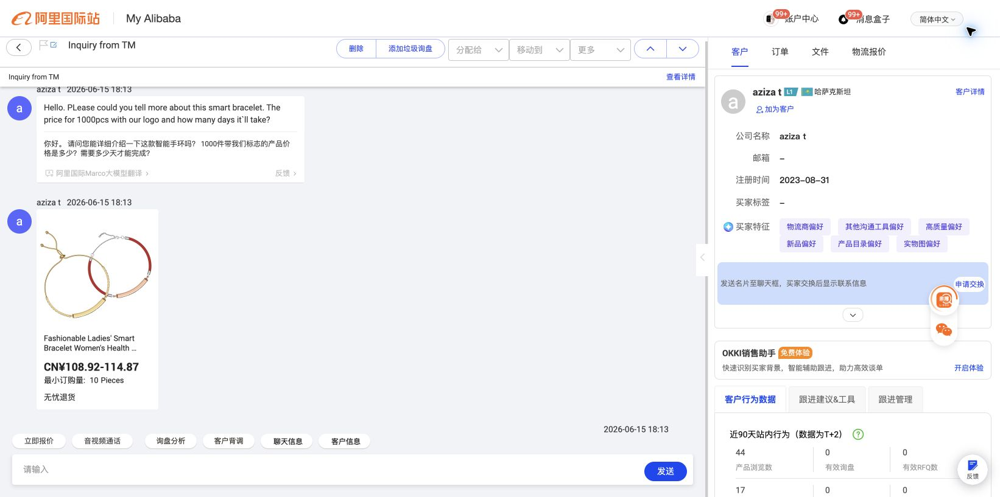 阿里国际站
My Alibaba
99+
账户中心
99+
消息盒子
简体中文
Inquiry from TM
删除
添加垃圾询盘
分配给
移动到
更多
Inquiry from TM
查看详情
aziza t 2026-06-15 18:13
a
Hello. PLease could you tell more about this smart bracelet. The
price for 1000pcs with our logo and how many days it`ll take?
你好。 请问您能详细介绍一下这款智能手环吗？ 1000件带我们标志的产品价
格是多少？需要多少天才能完成？
阿里国际Marco大模型翻译
反馈
aziza t 2026-06-15 18:13
a
Fashionable Ladies' Smart
Bracelet Women's Health ...
CN¥108.92-114.87
最小订购量: 10 Pieces
无忧退货
2026-06-15 18:13
立即报价
音视频通话
询盘分析
客户背调
聊天信息
客户信息
请输入
发送
客户
订单
文件
物流报价
a
aziza t L1 哈萨克斯坦
客户详情
加为客户
公司名称 aziza t
邮箱 –
注册时间 2023-08-31
买家标签 –
买家特征 物流商偏好 其他沟通工具偏好 高质量偏好
新品偏好 产品目录偏好 实物图偏好
发送名片至聊天框，买家交换后显示联系信息
申请交换
OKKI销售助手 免费体验
快速识别买家背景，智能辅助跟进，助力高效谈单
开启体验
客户行为数据
跟进建议&工具
跟进管理
近90天站内行为（数据为T+2） ?
44 0 0
产品浏览数 有效询盘 有效RFQ数
17 0 0
反馈